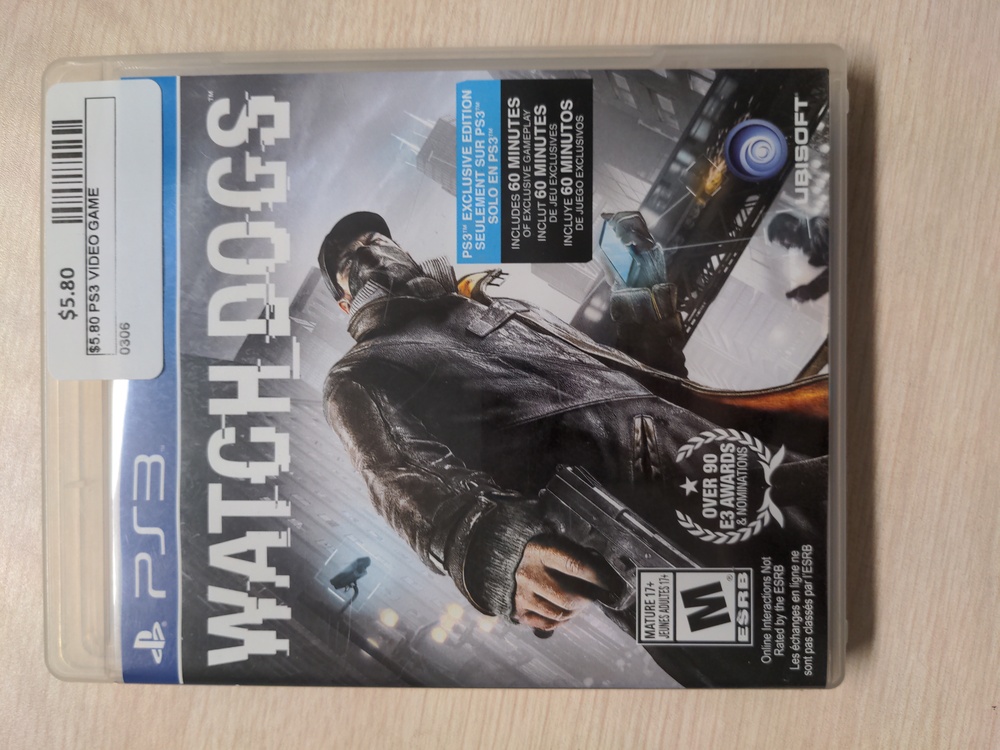 $5.80
$5.80 PS3 VIDEO GAME
0306
PS3
WATCH_DOGS™
PS3™ EXCLUSIVE EDITION
SEULEMENT SUR PS3™
SOLO EN PS3™
INCLUDES 60 MINUTES
OF EXCLUSIVE GAMEPLAY
INCLUT 60 MINUTES
DE JEU EXCLUSIVES
INCLUYE 60 MINUTOS
DE JUEGO EXCLUSIVOS
MATURE 17+
JEUNES ADULTES 17+
M
®
ESRB
OVER 90
E3 AWARDS
& NOMINATIONS
Online Interactions Not
Rated by the ESRB
Les échanges en ligne ne
sont pas classés par l'ESRB
UBISOFT